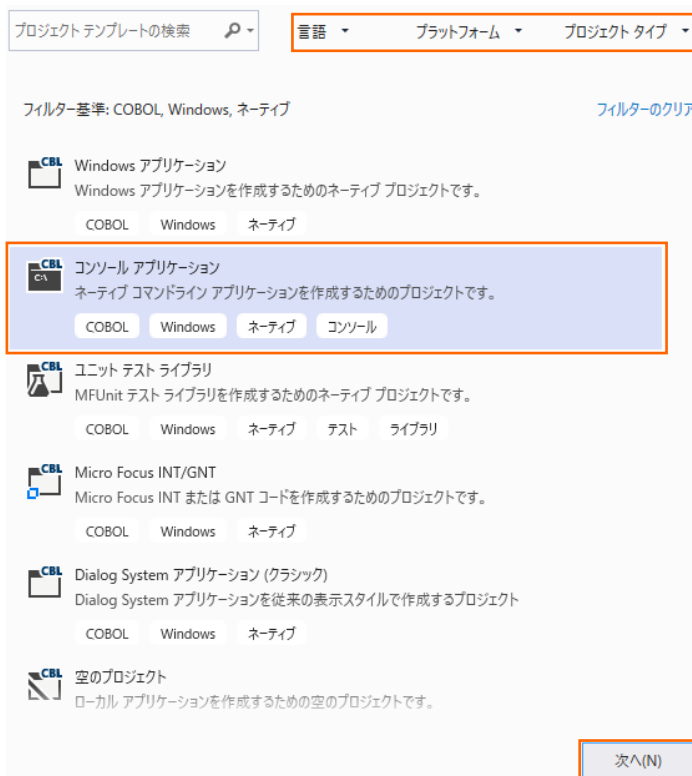 プロジェクト テンプレートの検索 言語 プラットフォーム プロジェクト タイプ
フィルター基準: COBOL, Windows, ネーティブ フィルターのクリア
CBL Windows アプリケーション
Windows アプリケーションを作成するためのネーティブ プロジェクトです。
COBOL Windows ネーティブ
CBL コンソール アプリケーション
C:\ ネーティブ コマンドライン アプリケーションを作成するためのプロジェクトです。
COBOL Windows ネーティブ コンソール
CBL ユニット テスト ライブラリ
MFUnit テスト ライブラリを作成するためのネーティブ プロジェクトです。
COBOL Windows ネーティブ テスト ライブラリ
CBL Micro Focus INT/GNT
Micro Focus INT または GNT コードを作成するためのプロジェクトです。
COBOL Windows ネーティブ
CBL Dialog System アプリケーション (クラシック)
Dialog System アプリケーションを従来の表示スタイルで作成するプロジェクト
COBOL Windows ネーティブ
CBL 空のプロジェクト
ローカル アプリケーションを作成するための空のプロジェクトです。
次へ(N)